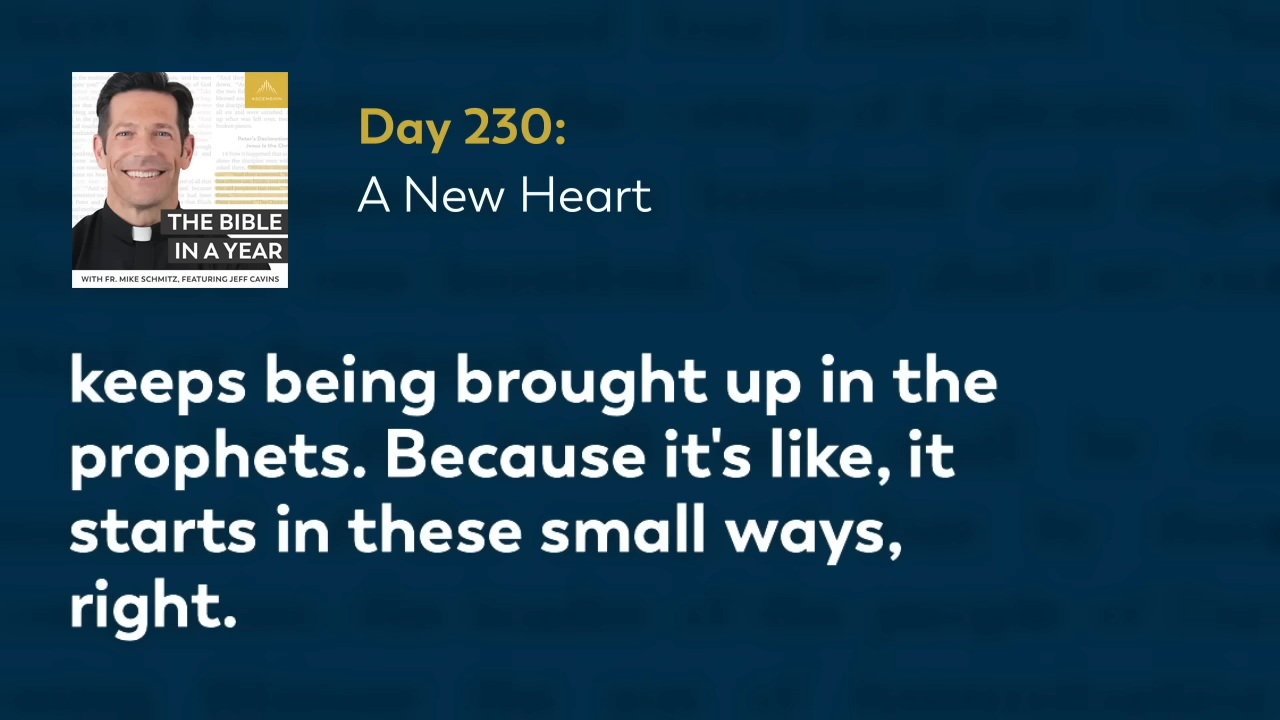 ASCENSION
THE BIBLE
IN A YEAR
WITH FR. MIKE SCHMITZ, FEATURING JEFF CAVINS
Day 230:
A New Heart
keeps being brought up in the
prophets. Because it's like, it
starts in these small ways,
right.